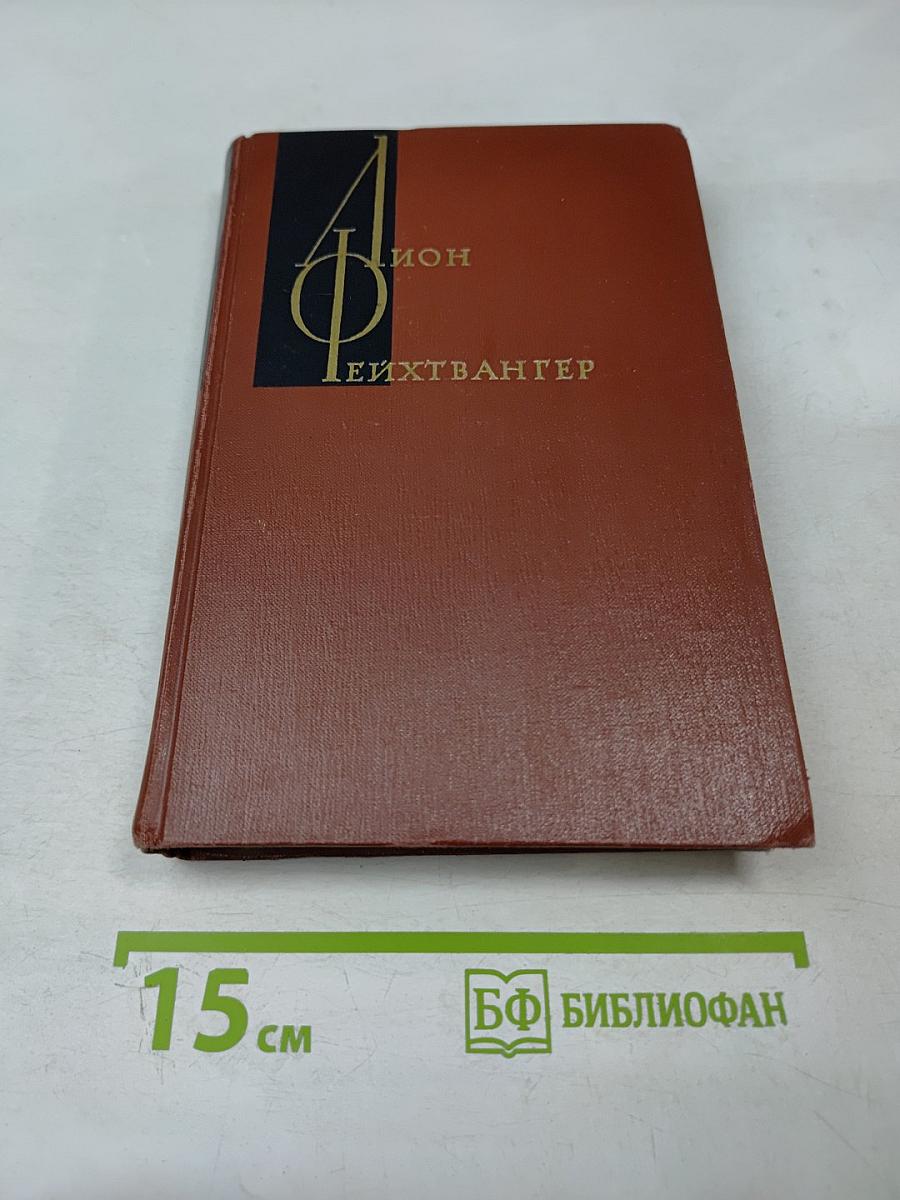 Лион
Фейхтвангер
15 см
БФ БИБЛИОФАН